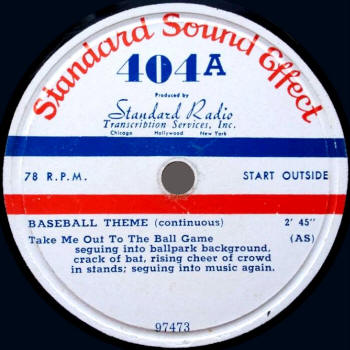 Standard Sound Effect
404A
Produced by
Standard Radio
Transcription Services, Inc.
Chicago Hollywood New York
78 R.P.M. START OUTSIDE
BASEBALL THEME (continuous) 2' 45"
Take Me Out To The Ball Game (AS)
seguing into ballpark background,
crack of bat, rising cheer of crowd
in stands; seguing into music again.
97473